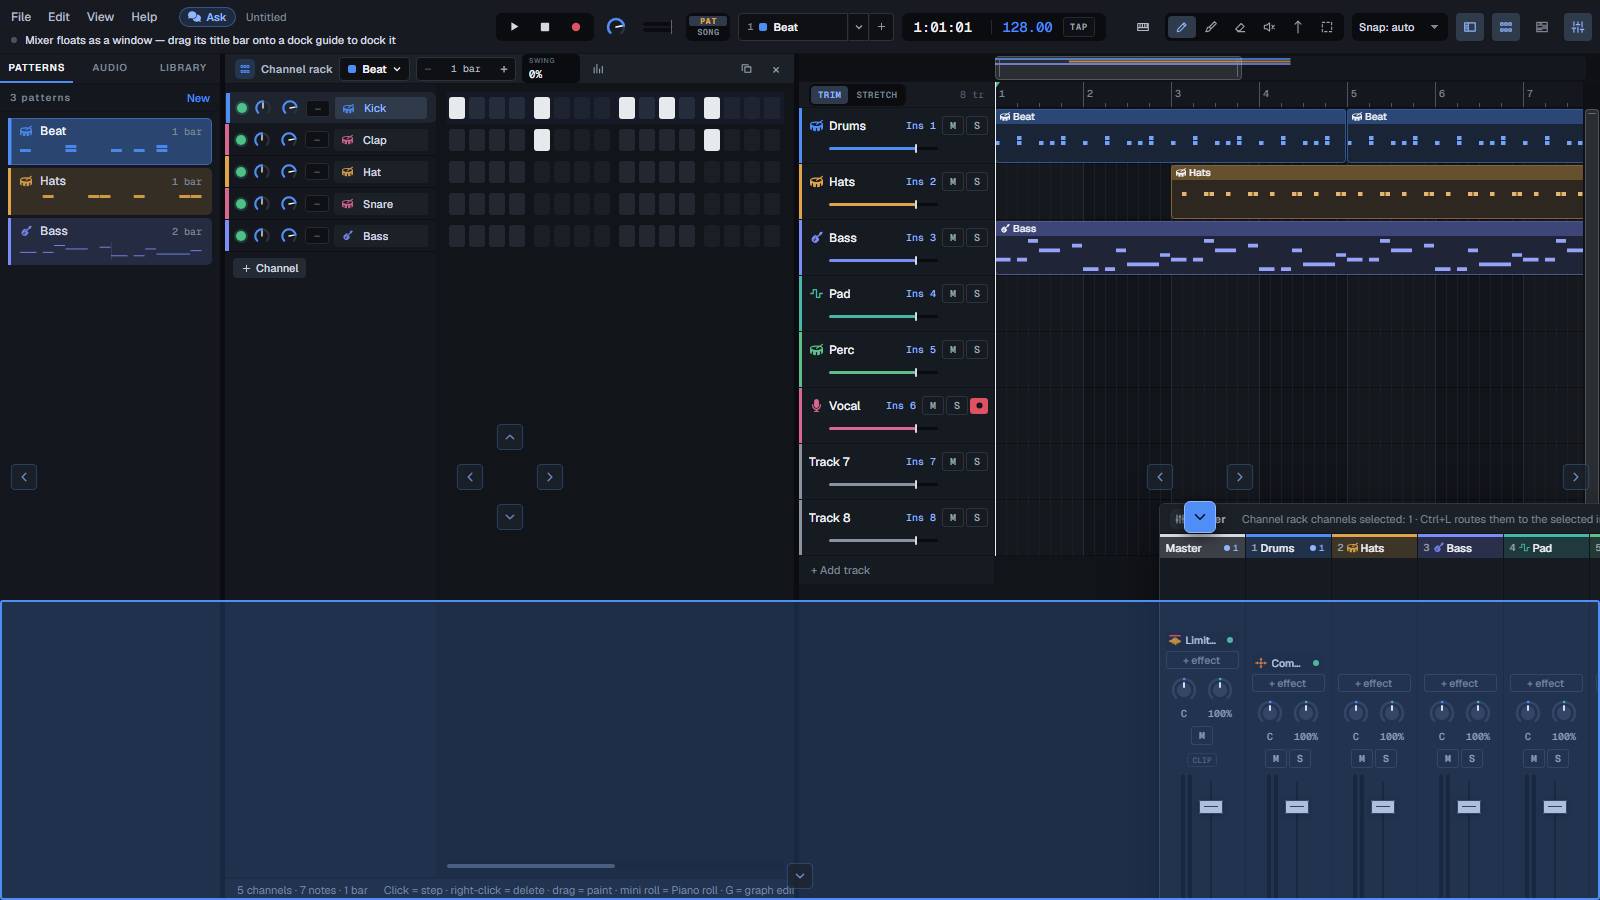 File Edit View Help Ask Untitled
Mixer floats as a window — drag its title bar onto a dock guide to dock it
PAT
SONG
1 Beat
1:01:01 128.00 TAP
Snap: auto
PATTERNS AUDIO LIBRARY
3 patterns New
Beat 1 bar
Hats 1 bar
Bass 2 bar
Channel rack Beat − 1 bar +
SWING
0%
Kick
Clap
Hat
Snare
Bass
+ Channel
TRIM STRETCH 8 tr
1 2 3 4 5 6 7
Drums Ins 1 M S
Hats Ins 2 M S
Bass Ins 3 M S
Pad Ins 4 M S
Perc Ins 5 M S
Vocal Ins 6 M S
Track 7 Ins 7 M S
Track 8 Ins 8 M S
+ Add track
Beat Beat
Hats
Bass
Channel rack channels selected: 1 · Ctrl+L routes them to the selected
Master 1 1 Drums 1 2 Hats 3 Bass 4 Pad 5
Limit…
+ effect
Com…
+ effect + effect + effect + effect
C 100%
C 100% C 100% C 100% C 100%
M
M S M S M S M S
CLIP
5 channels · 7 notes · 1 bar Click = step · right-click = delete · drag = paint · mini roll = Piano roll · G = graph edit